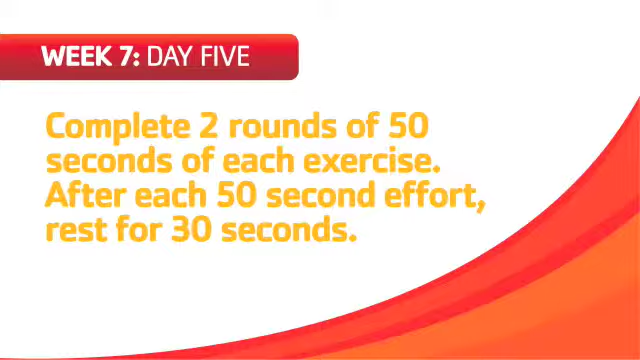 WEEK 7: DAY FIVE
Complete 2 rounds of 50
seconds of each exercise.
After each 50 second effort,
rest for 30 seconds.